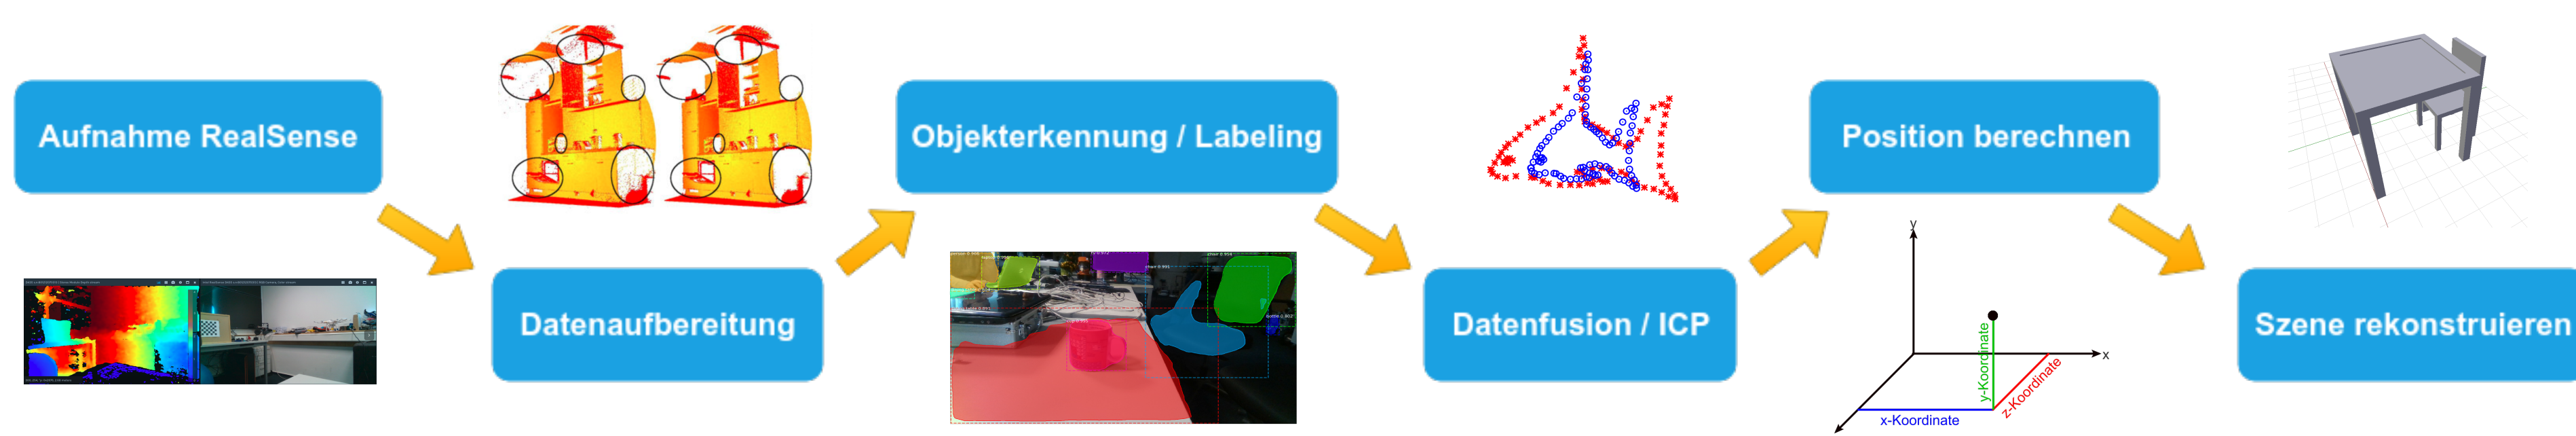 Aufnahme RealSense
Datenaufbereitung
Objekterkennung / Labeling
Datenfusion / ICP
Position berechnen
y
x
y-Koordinate
z-Koordinate
x-Koordinate
Szene rekonstruieren